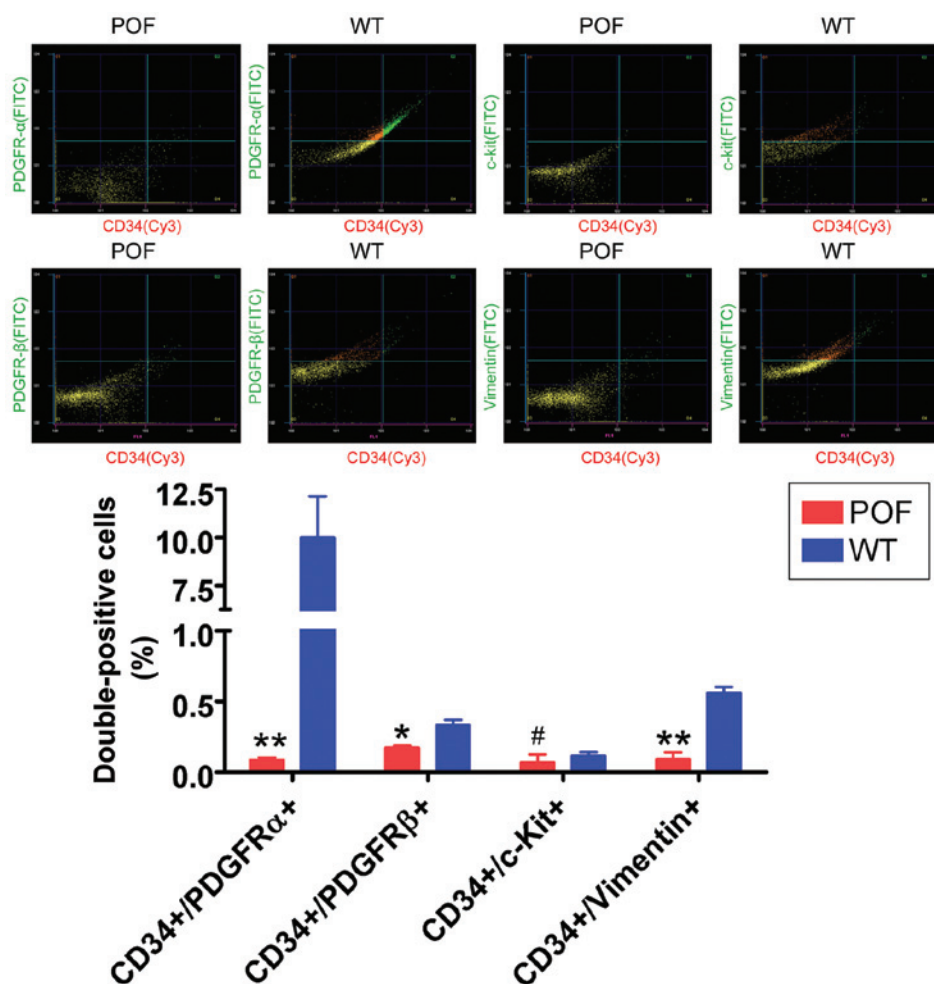 POF WT POF WT
PDGFR-α(FITC) PDGFR-α(FITC) c-kit(FITC) c-kit(FITC)
CD34(Cy3) CD34(Cy3) CD34(Cy3) CD34(Cy3)
POF WT POF WT
PDGFR-β(FITC) PDGFR-β(FITC) Vimentin(FITC) Vimentin(FITC)
CD34(Cy3) CD34(Cy3) CD34(Cy3) CD34(Cy3)
Double-positive cells
(%)
12.5
10.0
7.5
1.0
0.5
0.0
** * # **
CD34+/PDGFRα+
CD34+/PDGFRβ+
CD34+/c-Kit+
CD34+/Vimentin+
POF
WT